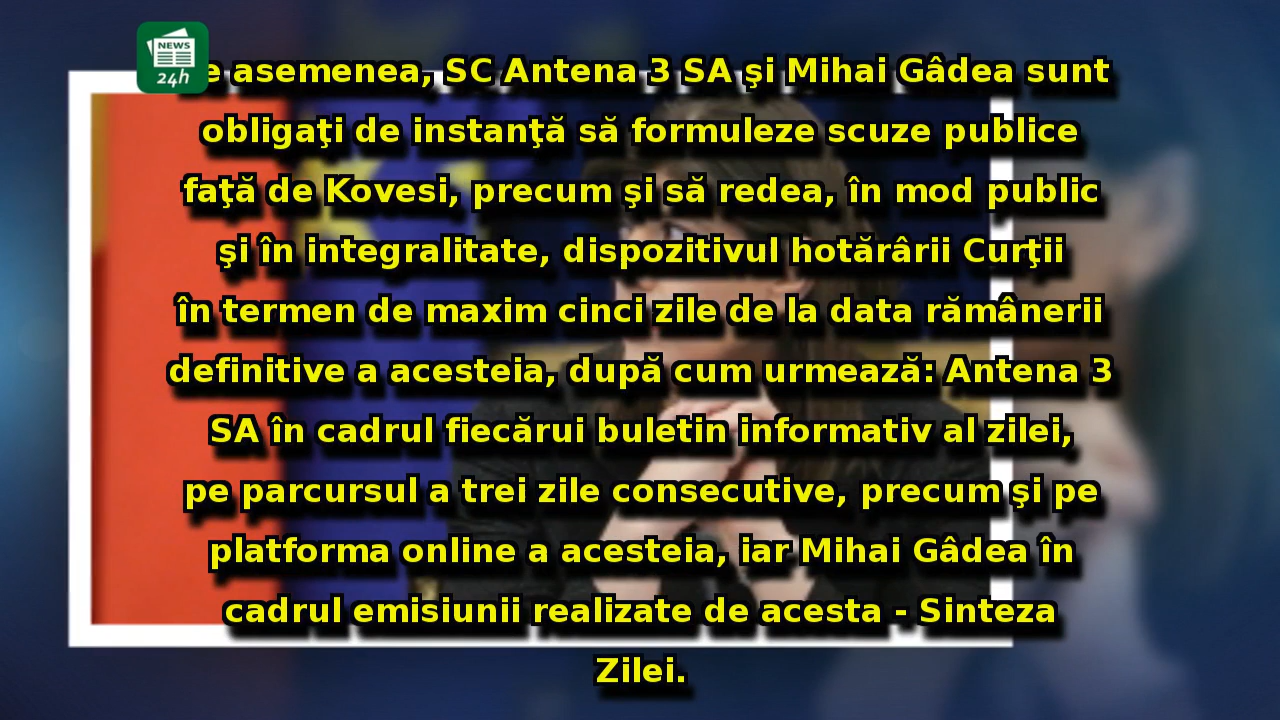 NEWS
24h
e asemenea, SC Antena 3 SA şi Mihai Gâdea sunt
obligaţi de instanţă să formuleze scuze publice
faţă de Kovesi, precum şi să redea, în mod public
şi în integralitate, dispozitivul hotărârii Curţii
în termen de maxim cinci zile de la data rămânerii
definitive a acesteia, după cum urmează: Antena 3
SA în cadrul fiecărui buletin informativ al zilei,
pe parcursul a trei zile consecutive, precum şi pe
platforma online a acesteia, iar Mihai Gâdea în
cadrul emisiunii realizate de acesta - Sinteza
Zilei.